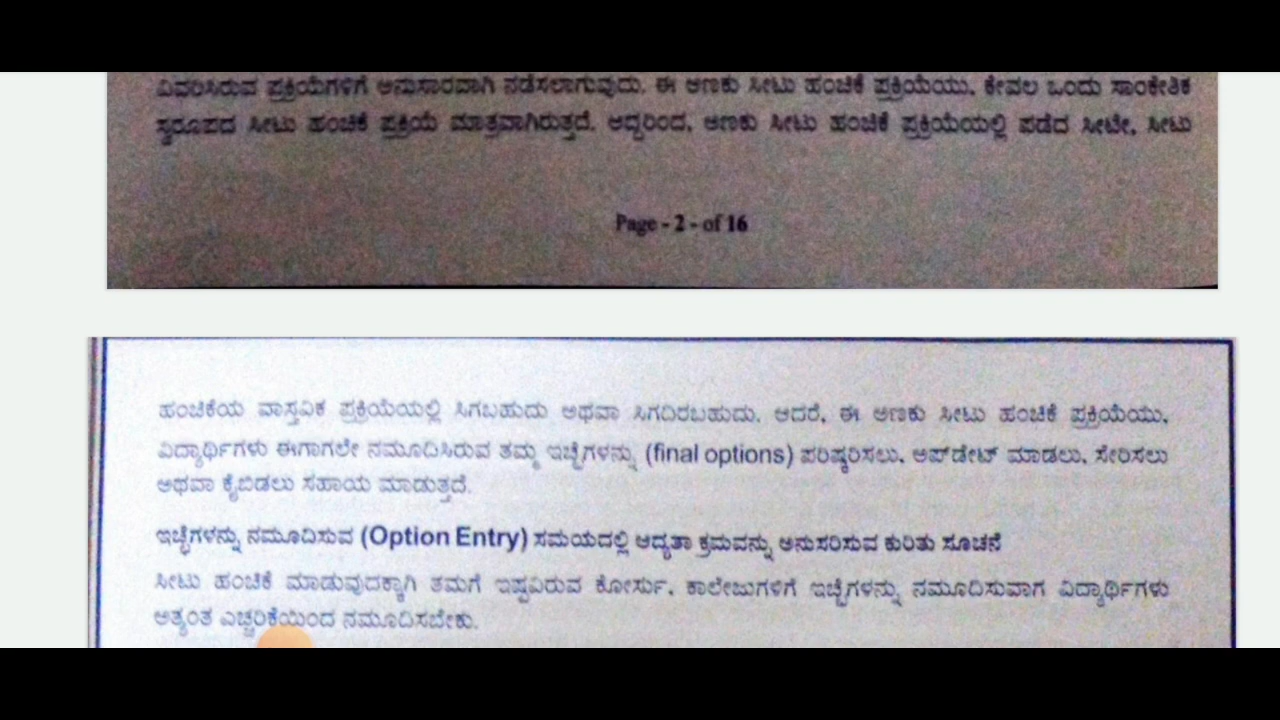 ವಿವರಿಸಿರುವ ಪ್ರಕ್ರಿಯೆಗಳಿಗೆ ಅನುಸಾರವಾಗಿ ನಡೆಸಲಾಗುವುದು. ಈ ಅಣಕು ಸೀಟು ಹಂಚಿಕೆ ಪ್ರಕ್ರಿಯೆಯು, ಕೇವಲ ಒಂದು ಸಾಂಕೇತಿಕ
ಸ್ವರೂಪದ ಸೀಟು ಹಂಚಿಕೆ ಪ್ರಕ್ರಿಯೆ ಮಾತ್ರವಾಗಿರುತ್ತದೆ. ಆದ್ದರಿಂದ, ಅಣಕು ಸೀಟು ಹಂಚಿಕೆ ಪ್ರಕ್ರಿಯೆಯಲ್ಲಿ ಪಡೆದ ಸೀಟೇ, ಸೀಟು
Page - 2 - of 16
ಹಂಚಿಕೆಯ ವಾಸ್ತವಿಕ ಪ್ರಕ್ರಿಯೆಯಲ್ಲಿ ಸಿಗಬಹುದು ಅಥವಾ ಸಿಗದಿರಬಹುದು. ಆದರೆ, ಈ ಅಣಕು ಸೀಟು ಹಂಚಿಕೆ ಪ್ರಕ್ರಿಯೆಯು,
ವಿದ್ಯಾರ್ಥಿಗಳು ಈಗಾಗಲೇ ನಮೂದಿಸಿರುವ ತಮ್ಮ ಇಚ್ಛೆಗಳನ್ನು (final options) ಪರಿಷ್ಕರಿಸಲು, ಅಪ್‌ಡೇಟ್ ಮಾಡಲು, ಸೇರಿಸಲು
ಅಥವಾ ಕೈಬಿಡಲು ಸಹಾಯ ಮಾಡುತ್ತದೆ.
ಇಚ್ಛೆಗಳನ್ನು ನಮೂದಿಸುವ (Option Entry) ಸಮಯದಲ್ಲಿ ಆದ್ಯತಾ ಕ್ರಮವನ್ನು ಅನುಸರಿಸುವ ಕುರಿತು ಸೂಚನೆ
ಸೀಟು ಹಂಚಿಕೆ ಮಾಡುವುದಕ್ಕಾಗಿ ತಮಗೆ ಇಷ್ಟವಿರುವ ಕೋರ್ಸು, ಕಾಲೇಜುಗಳಿಗೆ ಇಚ್ಛೆಗಳನ್ನು ನಮೂದಿಸುವಾಗ ವಿದ್ಯಾರ್ಥಿಗಳು
ಅತ್ಯಂತ ಎಚ್ಚರಿಕೆಯಿಂದ ನಮೂದಿಸಬೇಕು.